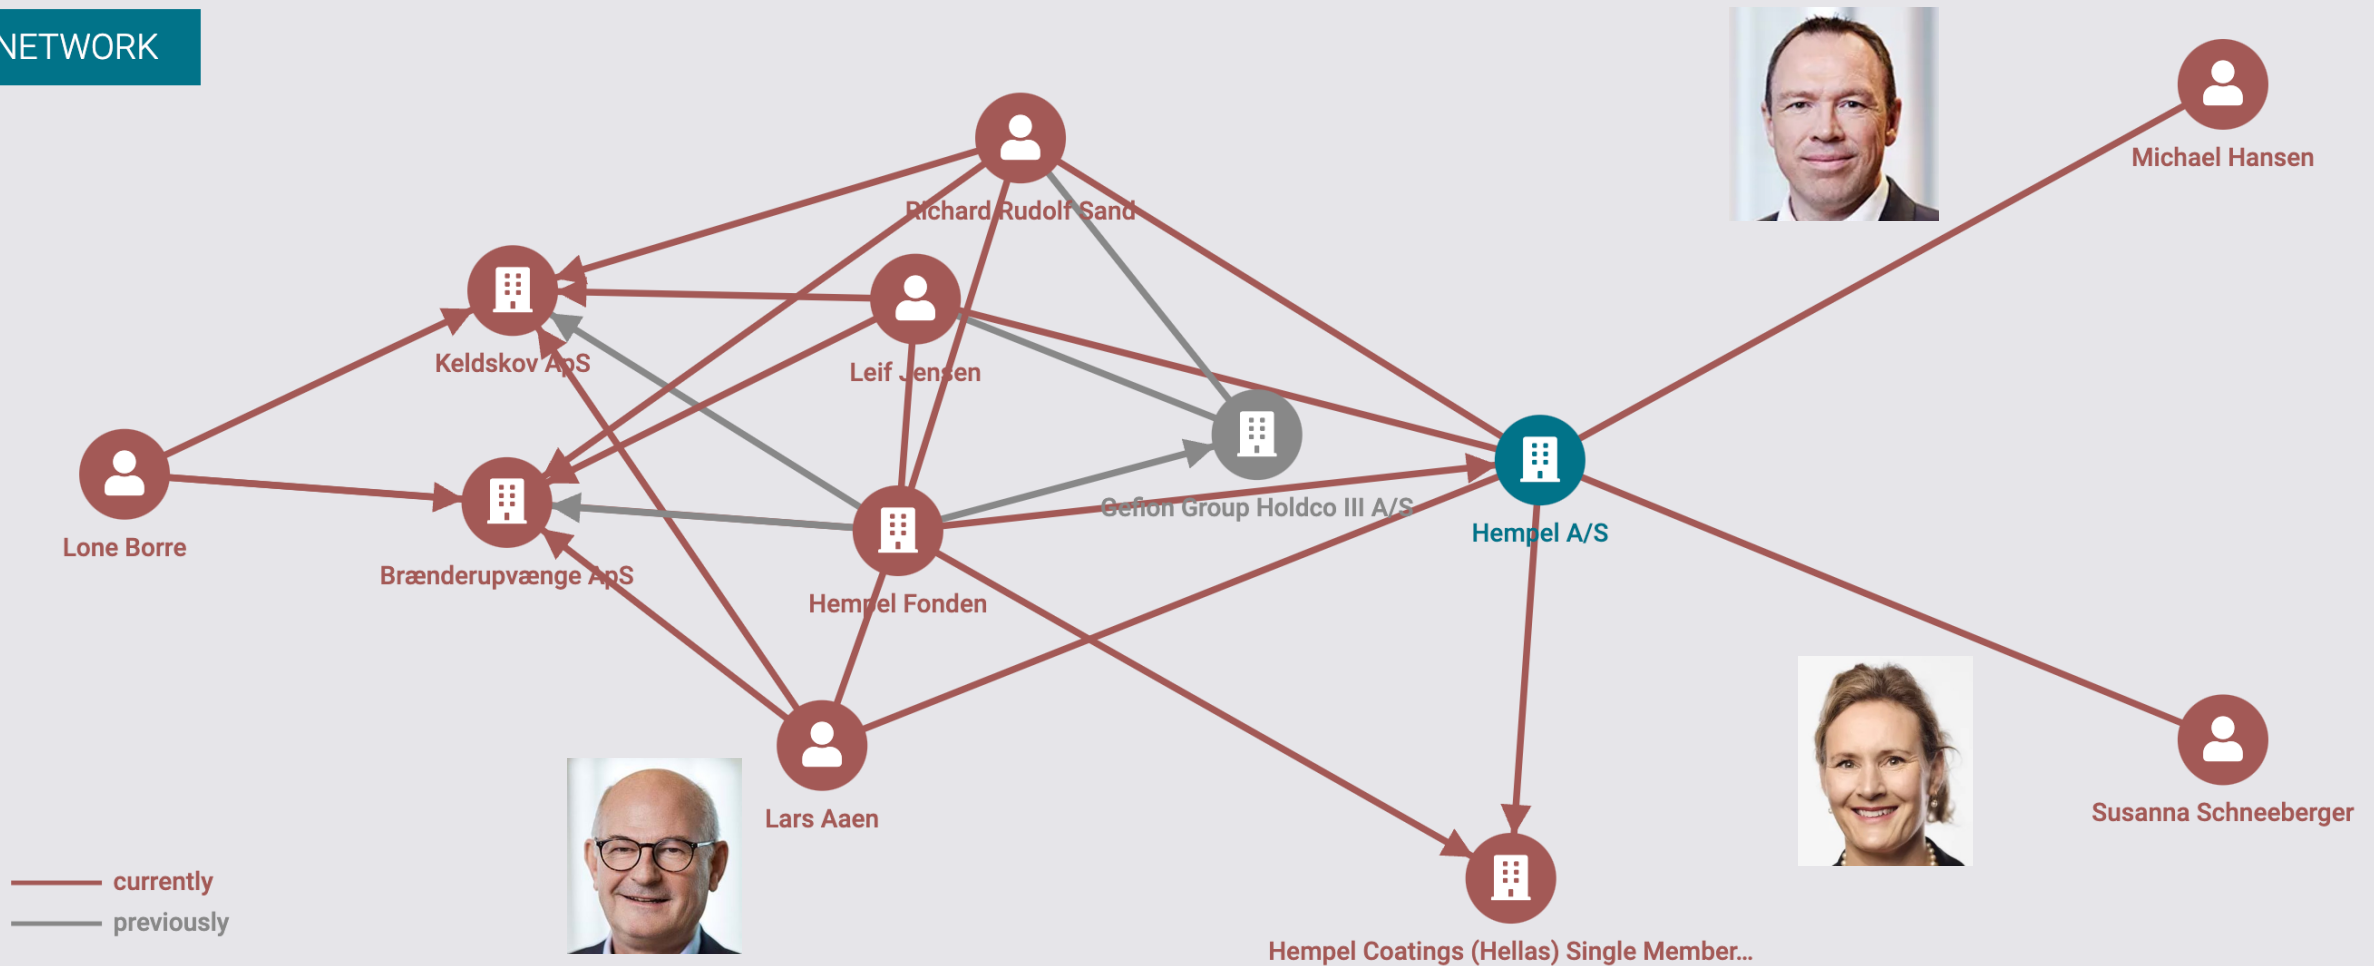 NETWORK
Michael Hansen
Richard Rudolf Sand
Keldskov ApS
Leif Jensen
Gefion Group Holdco III A/S
Hempel A/S
Lone Borre
Brænderupvænge ApS
Hempel Fonden
Lars Aaen
Susanna Schneeberger
currently
previously
Hempel Coatings (Hellas) Single Member...